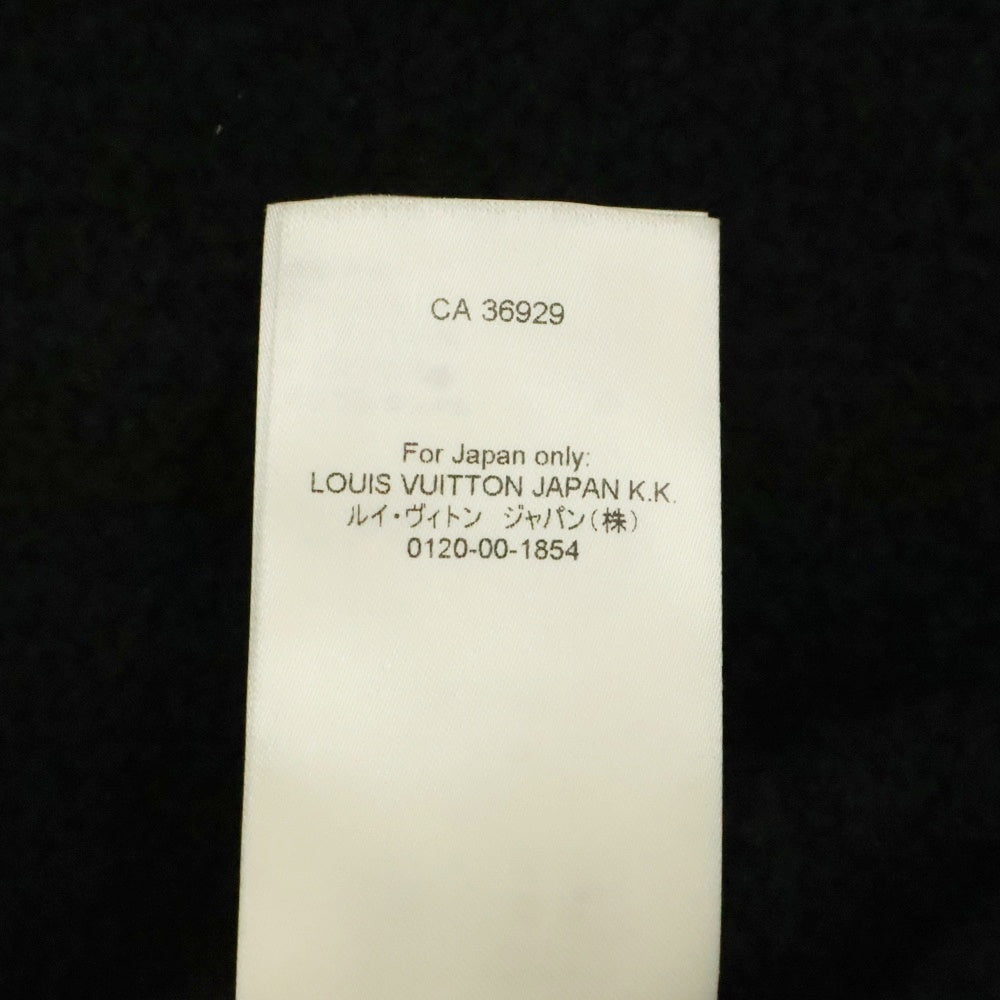 CA 36929
For Japan only:
LOUIS VUITTON JAPAN K.K.
ルイ・ヴィトン　ジャパン(株)
0120-00-1854